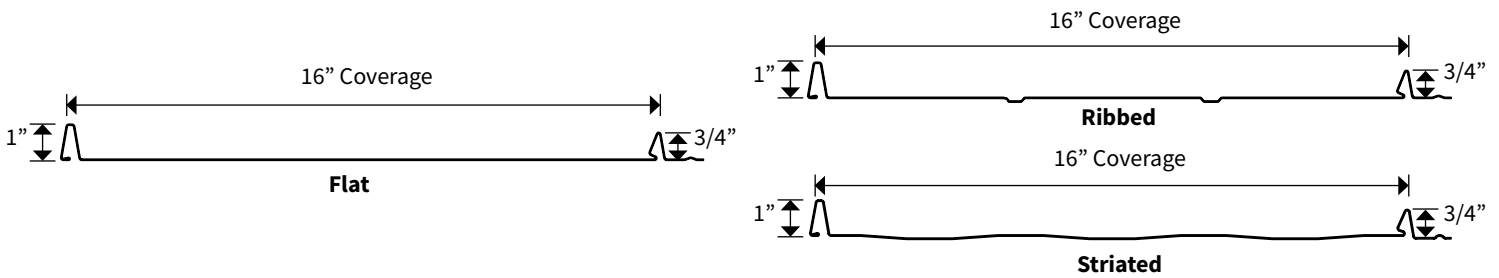 16” Coverage
1”
3/4”
Flat
16” Coverage
1”
3/4”
Ribbed
16” Coverage
1”
3/4”
Striated